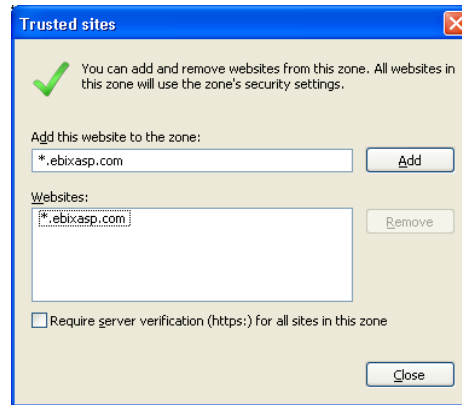 Trusted sites
You can add and remove websites from this zone. All websites in
this zone will use the zone's security settings.
Add this website to the zone:
*.ebixasp.com
Add
Websites:
*.ebixasp.com
Remove
Require server verification (https:) for all sites in this zone
Close